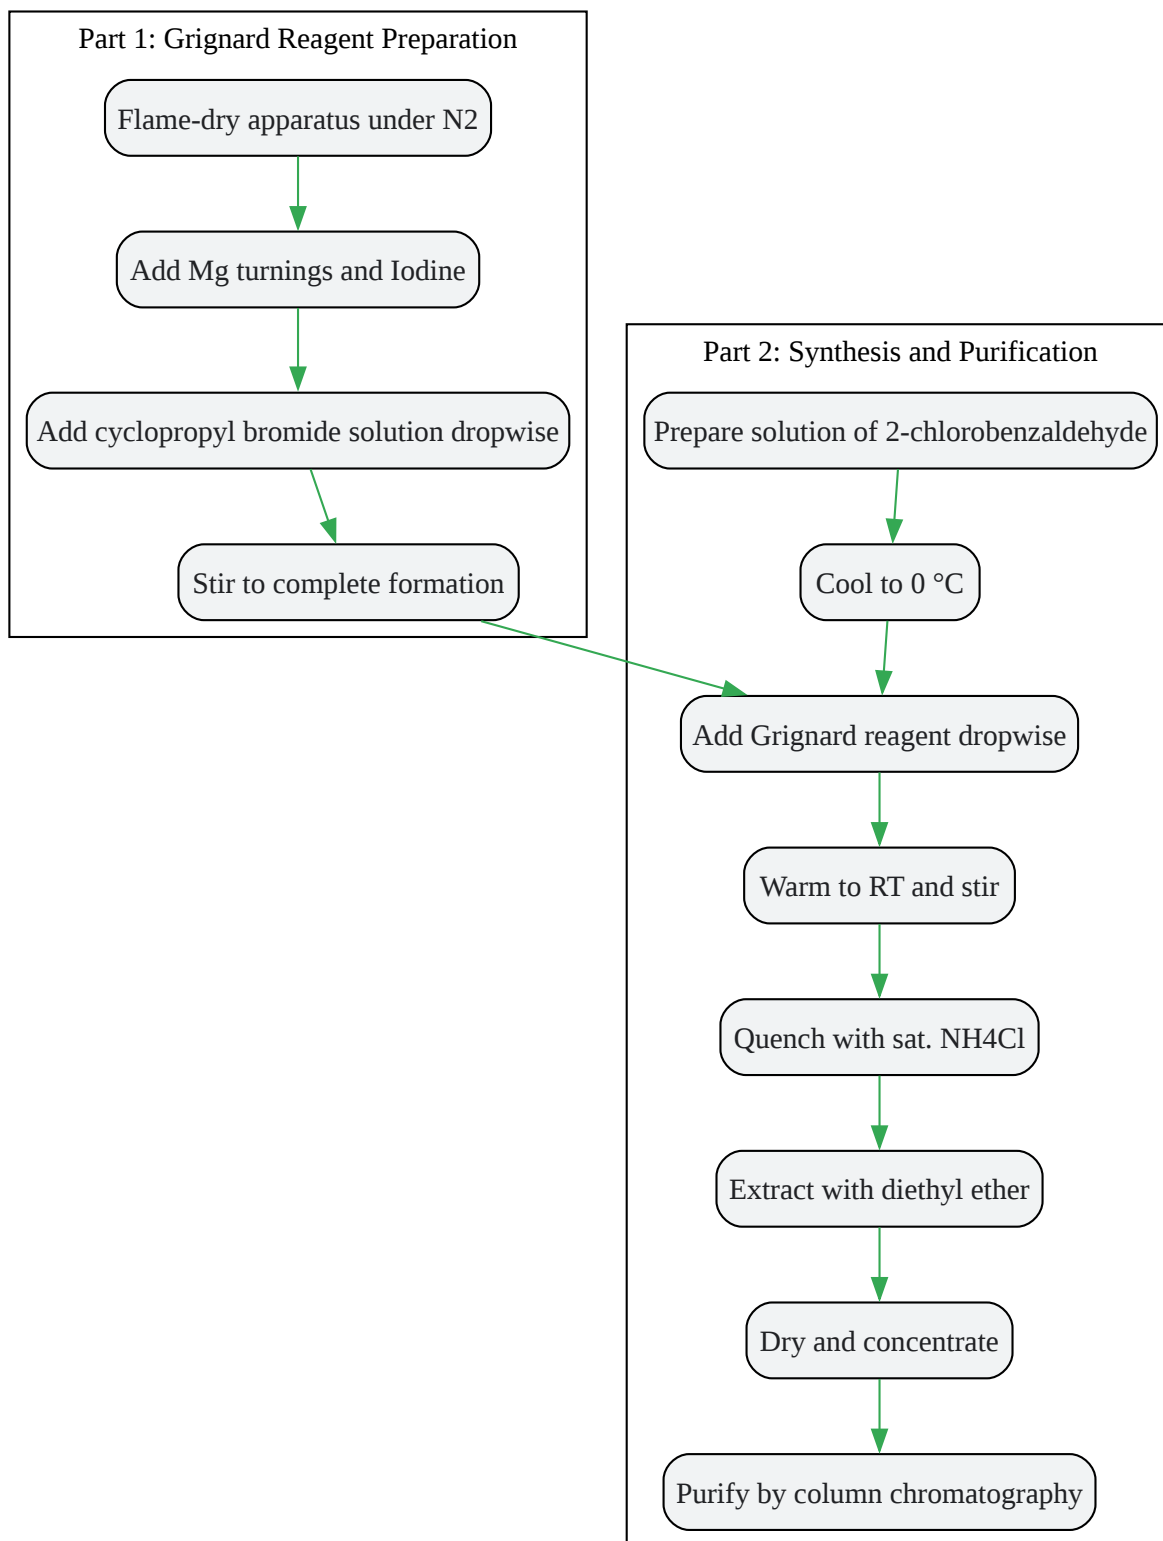 Part 1: Grignard Reagent Preparation
Flame-dry apparatus under N2
Add Mg turnings and Iodine
Add cyclopropyl bromide solution dropwise
Stir to complete formation
Part 2: Synthesis and Purification
Prepare solution of 2-chlorobenzaldehyde
Cool to 0 °C
Add Grignard reagent dropwise
Warm to RT and stir
Quench with sat. NH4Cl
Extract with diethyl ether
Dry and concentrate
Purify by column chromatography